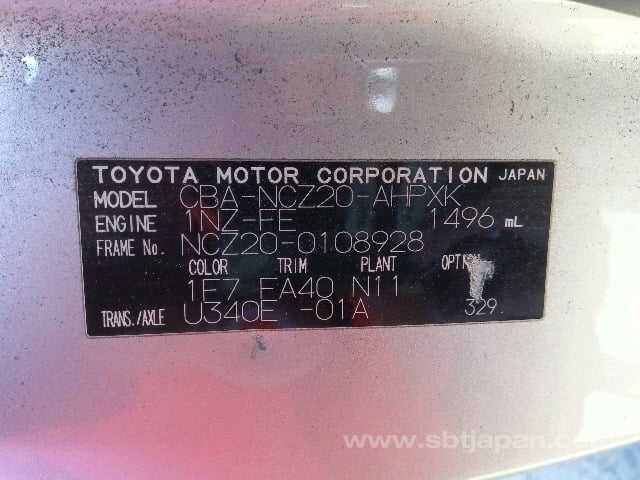 TOYOTA MOTOR CORPORATION JAPAN
MODEL CBA-NCZ20-AHPXK
ENGINE 1NZ-FE 1496 mL
FRAME No. NCZ20-0108928
COLOR TRIM PLANT
1E7 EA40 N11
TRANS./AXLE U340E -01A 329
www.sbtjapan.com